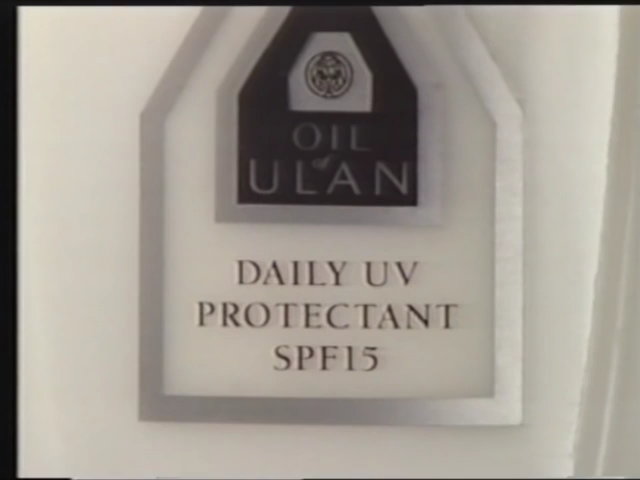 OIL
of
ULAN
DAILY UV
PROTECTANT
SPF15